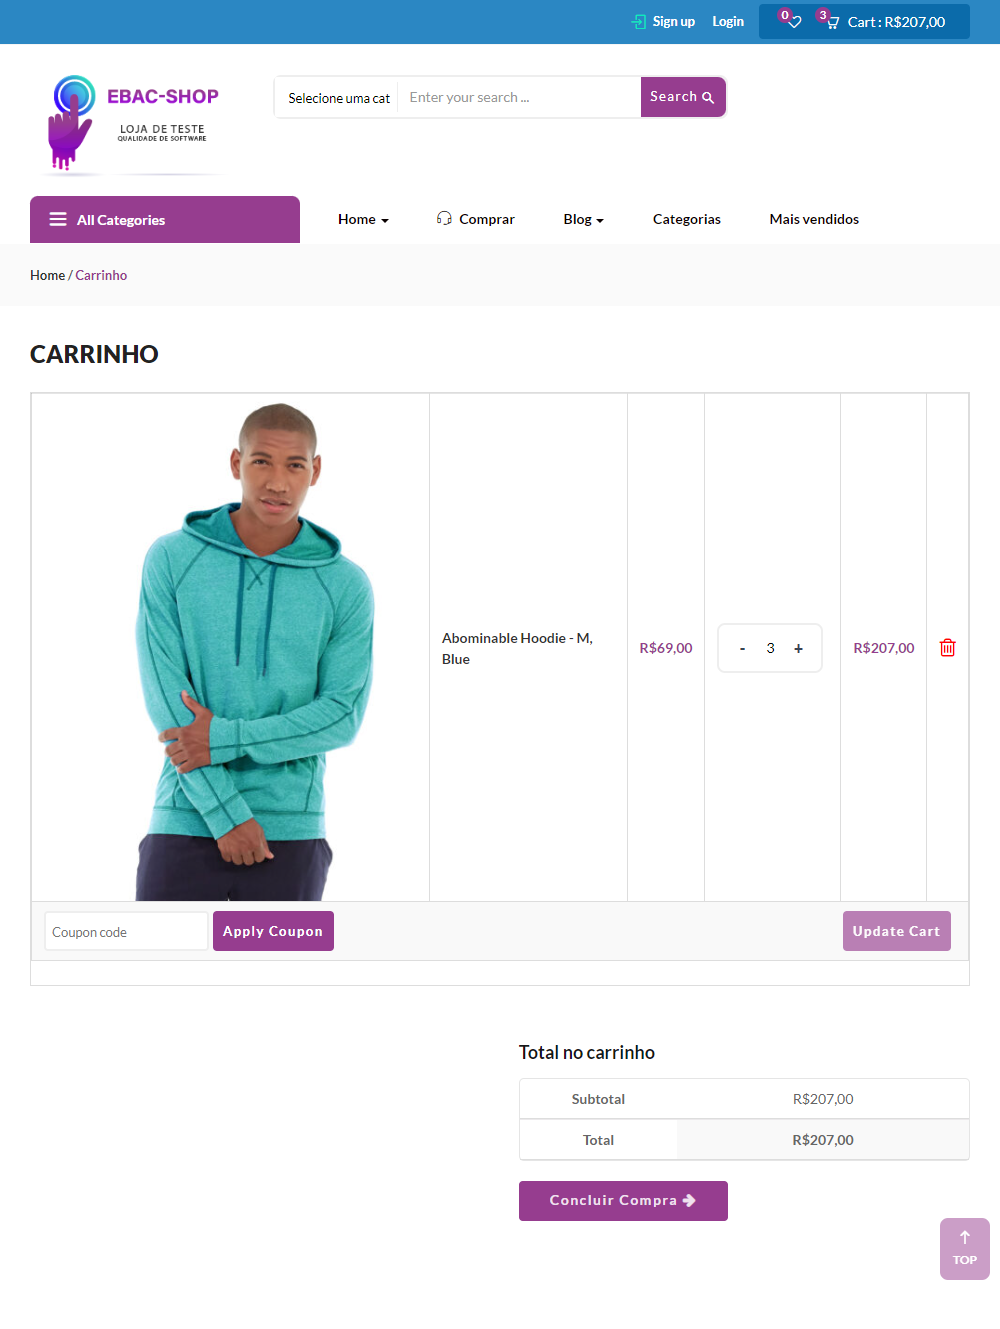 Sign up
Login
0
3
Cart : R$207,00
EBAC-SHOP
LOJA DE TESTE
QUALIDADE DE SOFTWARE
Selecione uma cat
Enter your search ...
Search
All Categories
Home
Comprar
Blog
Categorias
Mais vendidos
Home / Carrinho
CARRINHO
Abominable Hoodie - M,
Blue
R$69,00
- 3 +
R$207,00
Coupon code
Apply Coupon
Update Cart
Total no carrinho
Subtotal R$207,00
Total R$207,00
Concluir Compra
TOP